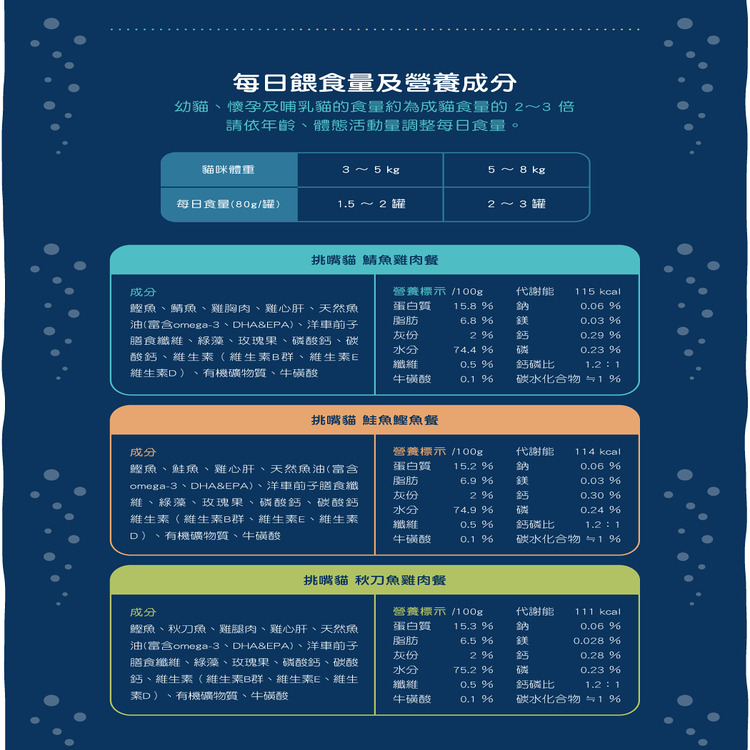 每日餵食量及營養成分
幼貓、懷孕及哺乳貓的食量約為成貓食量的 2～3 倍
請依年齡、體態活動量調整每日食量。
貓咪體重 3 ～ 5 kg 5 ～ 8 kg
每日食量(80g/罐) 1.5 ～ 2 罐 2 ～ 3 罐
挑嘴貓 鯖魚雞肉餐
成分
鰹魚、鯖魚、雞胸肉、雞心肝、天然魚
油(富含omega-3、DHA&EPA)、洋車前子
膳食纖維、綠藻、玫瑰果、磷酸鈣、碳
酸鈣、維生素（維生素B群、維生素E
維生素D）、有機礦物質、牛磺酸
營養標示 /100g 代謝能 115 kcal
蛋白質 15.8 % 鈉 0.06 %
脂肪 6.8 % 鎂 0.03 %
灰份 2 % 鈣 0.29 %
水分 74.4 % 磷 0.23 %
纖維 0.5 % 鈣磷比 1.2：1
牛磺酸 0.1 % 碳水化合物 ≒1 %
挑嘴貓 鮭魚鰹魚餐
成分
鰹魚、鮭魚、雞心肝、天然魚油(富含
omega-3、DHA&EPA)、洋車前子膳食纖
維、綠藻、玫瑰果、磷酸鈣、碳酸鈣
維生素（維生素B群、維生素E、維生素
D）、有機礦物質、牛磺酸
營養標示 /100g 代謝能 114 kcal
蛋白質 15.2 % 鈉 0.06 %
脂肪 6.9 % 鎂 0.03 %
灰份 2 % 鈣 0.30 %
水分 74.9 % 磷 0.24 %
纖維 0.5 % 鈣磷比 1.2：1
牛磺酸 0.1 % 碳水化合物 ≒1 %
挑嘴貓 秋刀魚雞肉餐
成分
鰹魚、秋刀魚、雞腿肉、雞心肝、天然魚
油(富含omega-3、DHA&EPA)、洋車前子
膳食纖維、綠藻、玫瑰果、磷酸鈣、碳酸
鈣、維生素（維生素B群、維生素E、維生
素D）、有機礦物質、牛磺酸
營養標示 /100g 代謝能 111 kcal
蛋白質 15.3 % 鈉 0.06 %
脂肪 6.5 % 鎂 0.028 %
灰份 2 % 鈣 0.28 %
水分 75.2 % 磷 0.23 %
纖維 0.5 % 鈣磷比 1.2：1
牛磺酸 0.1 % 碳水化合物 ≒1 %